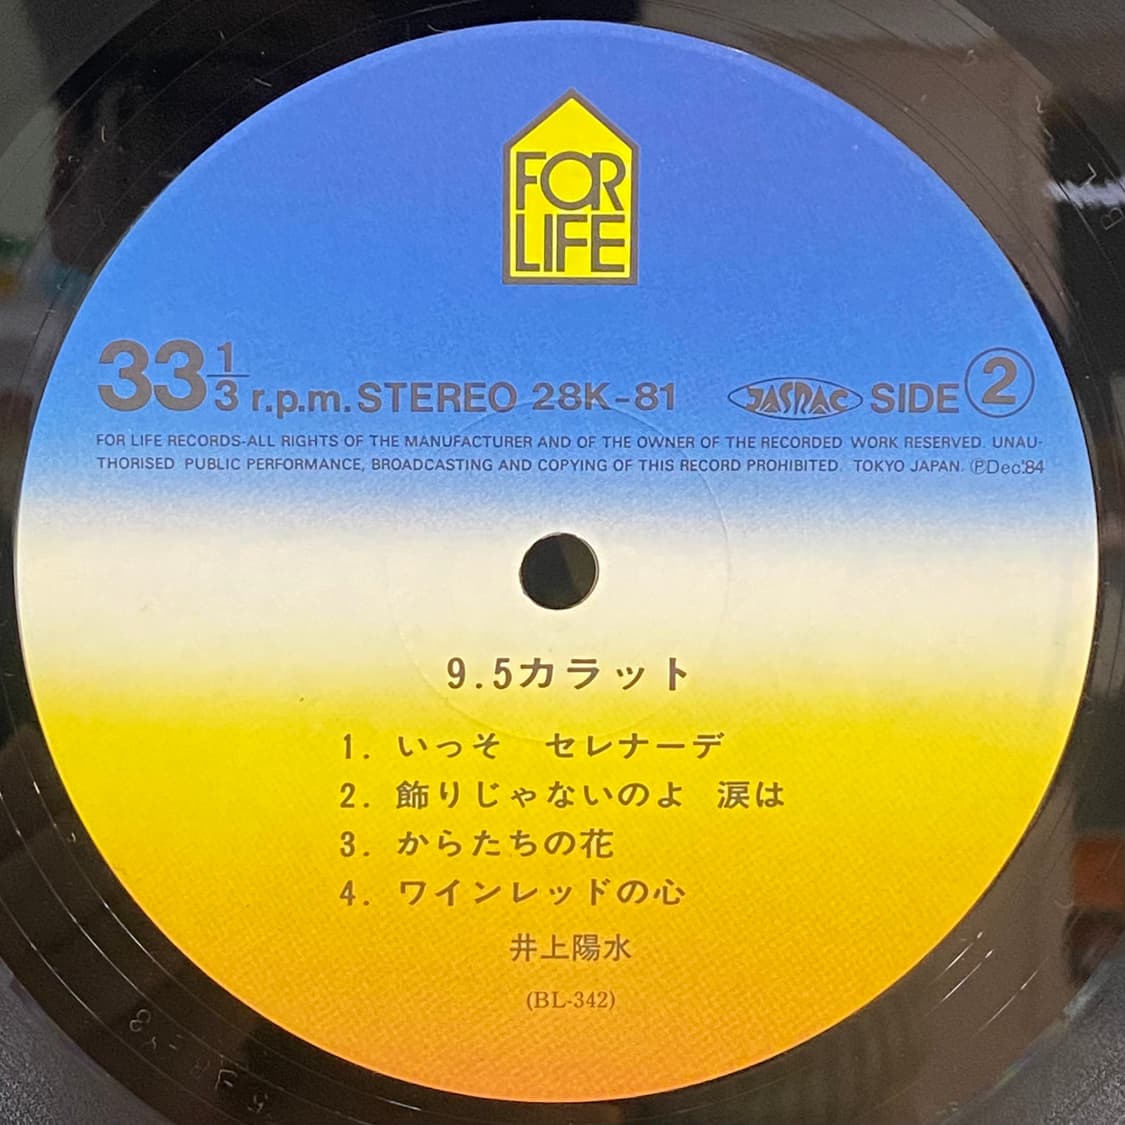 FOR
LIFE
33 1/3 r.p.m. STEREO 28K-81 JASRAC SIDE 2
FOR LIFE RECORDS-ALL RIGHTS OF THE MANUFACTURER AND OF THE OWNER OF THE RECORDED WORK RESERVED. UNAU-
THORISED PUBLIC PERFORMANCE, BROADCASTING AND COPYING OF THIS RECORD PROHIBITED. TOKYO JAPAN. ℗Dec.'84
9.5カラット
1. いっそ セレナーデ
2. 飾りじゃないのよ 涙は
3. からたちの花
4. ワインレッドの心
井上陽水
(BL-342)